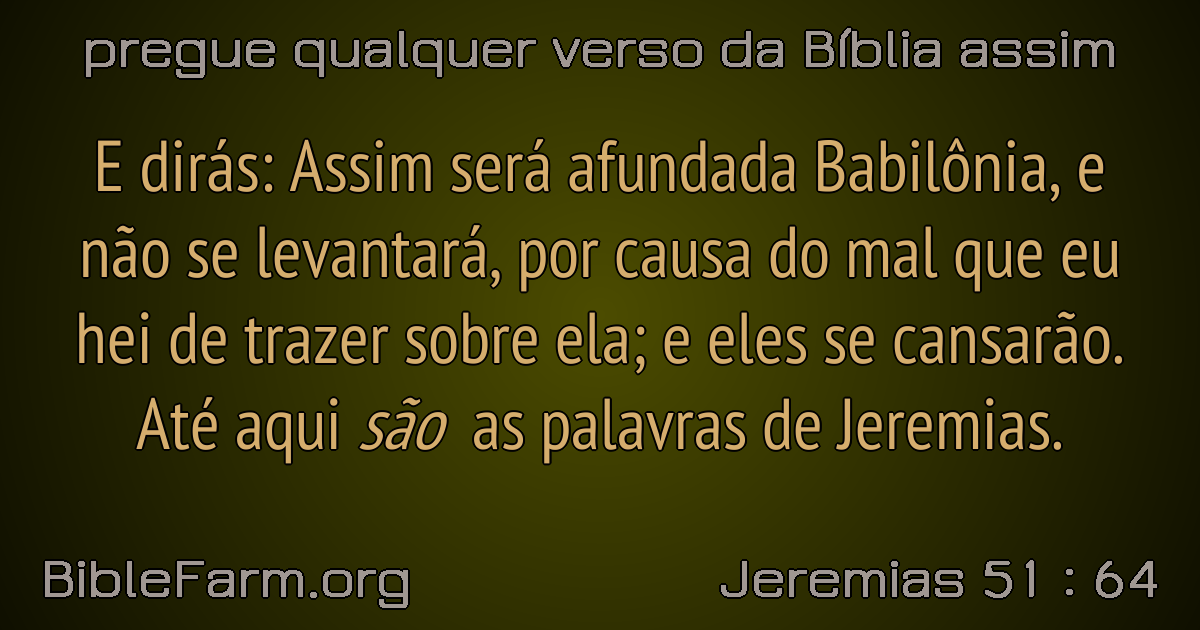 pregue qualquer verso da Bíblia assim
E dirás: Assim será afundada Babilônia, e
não se levantará, por causa do mal que eu
hei de trazer sobre ela; e eles se cansarão.
Até aqui são as palavras de Jeremias.
BibleFarm.org
Jeremias 51 : 64